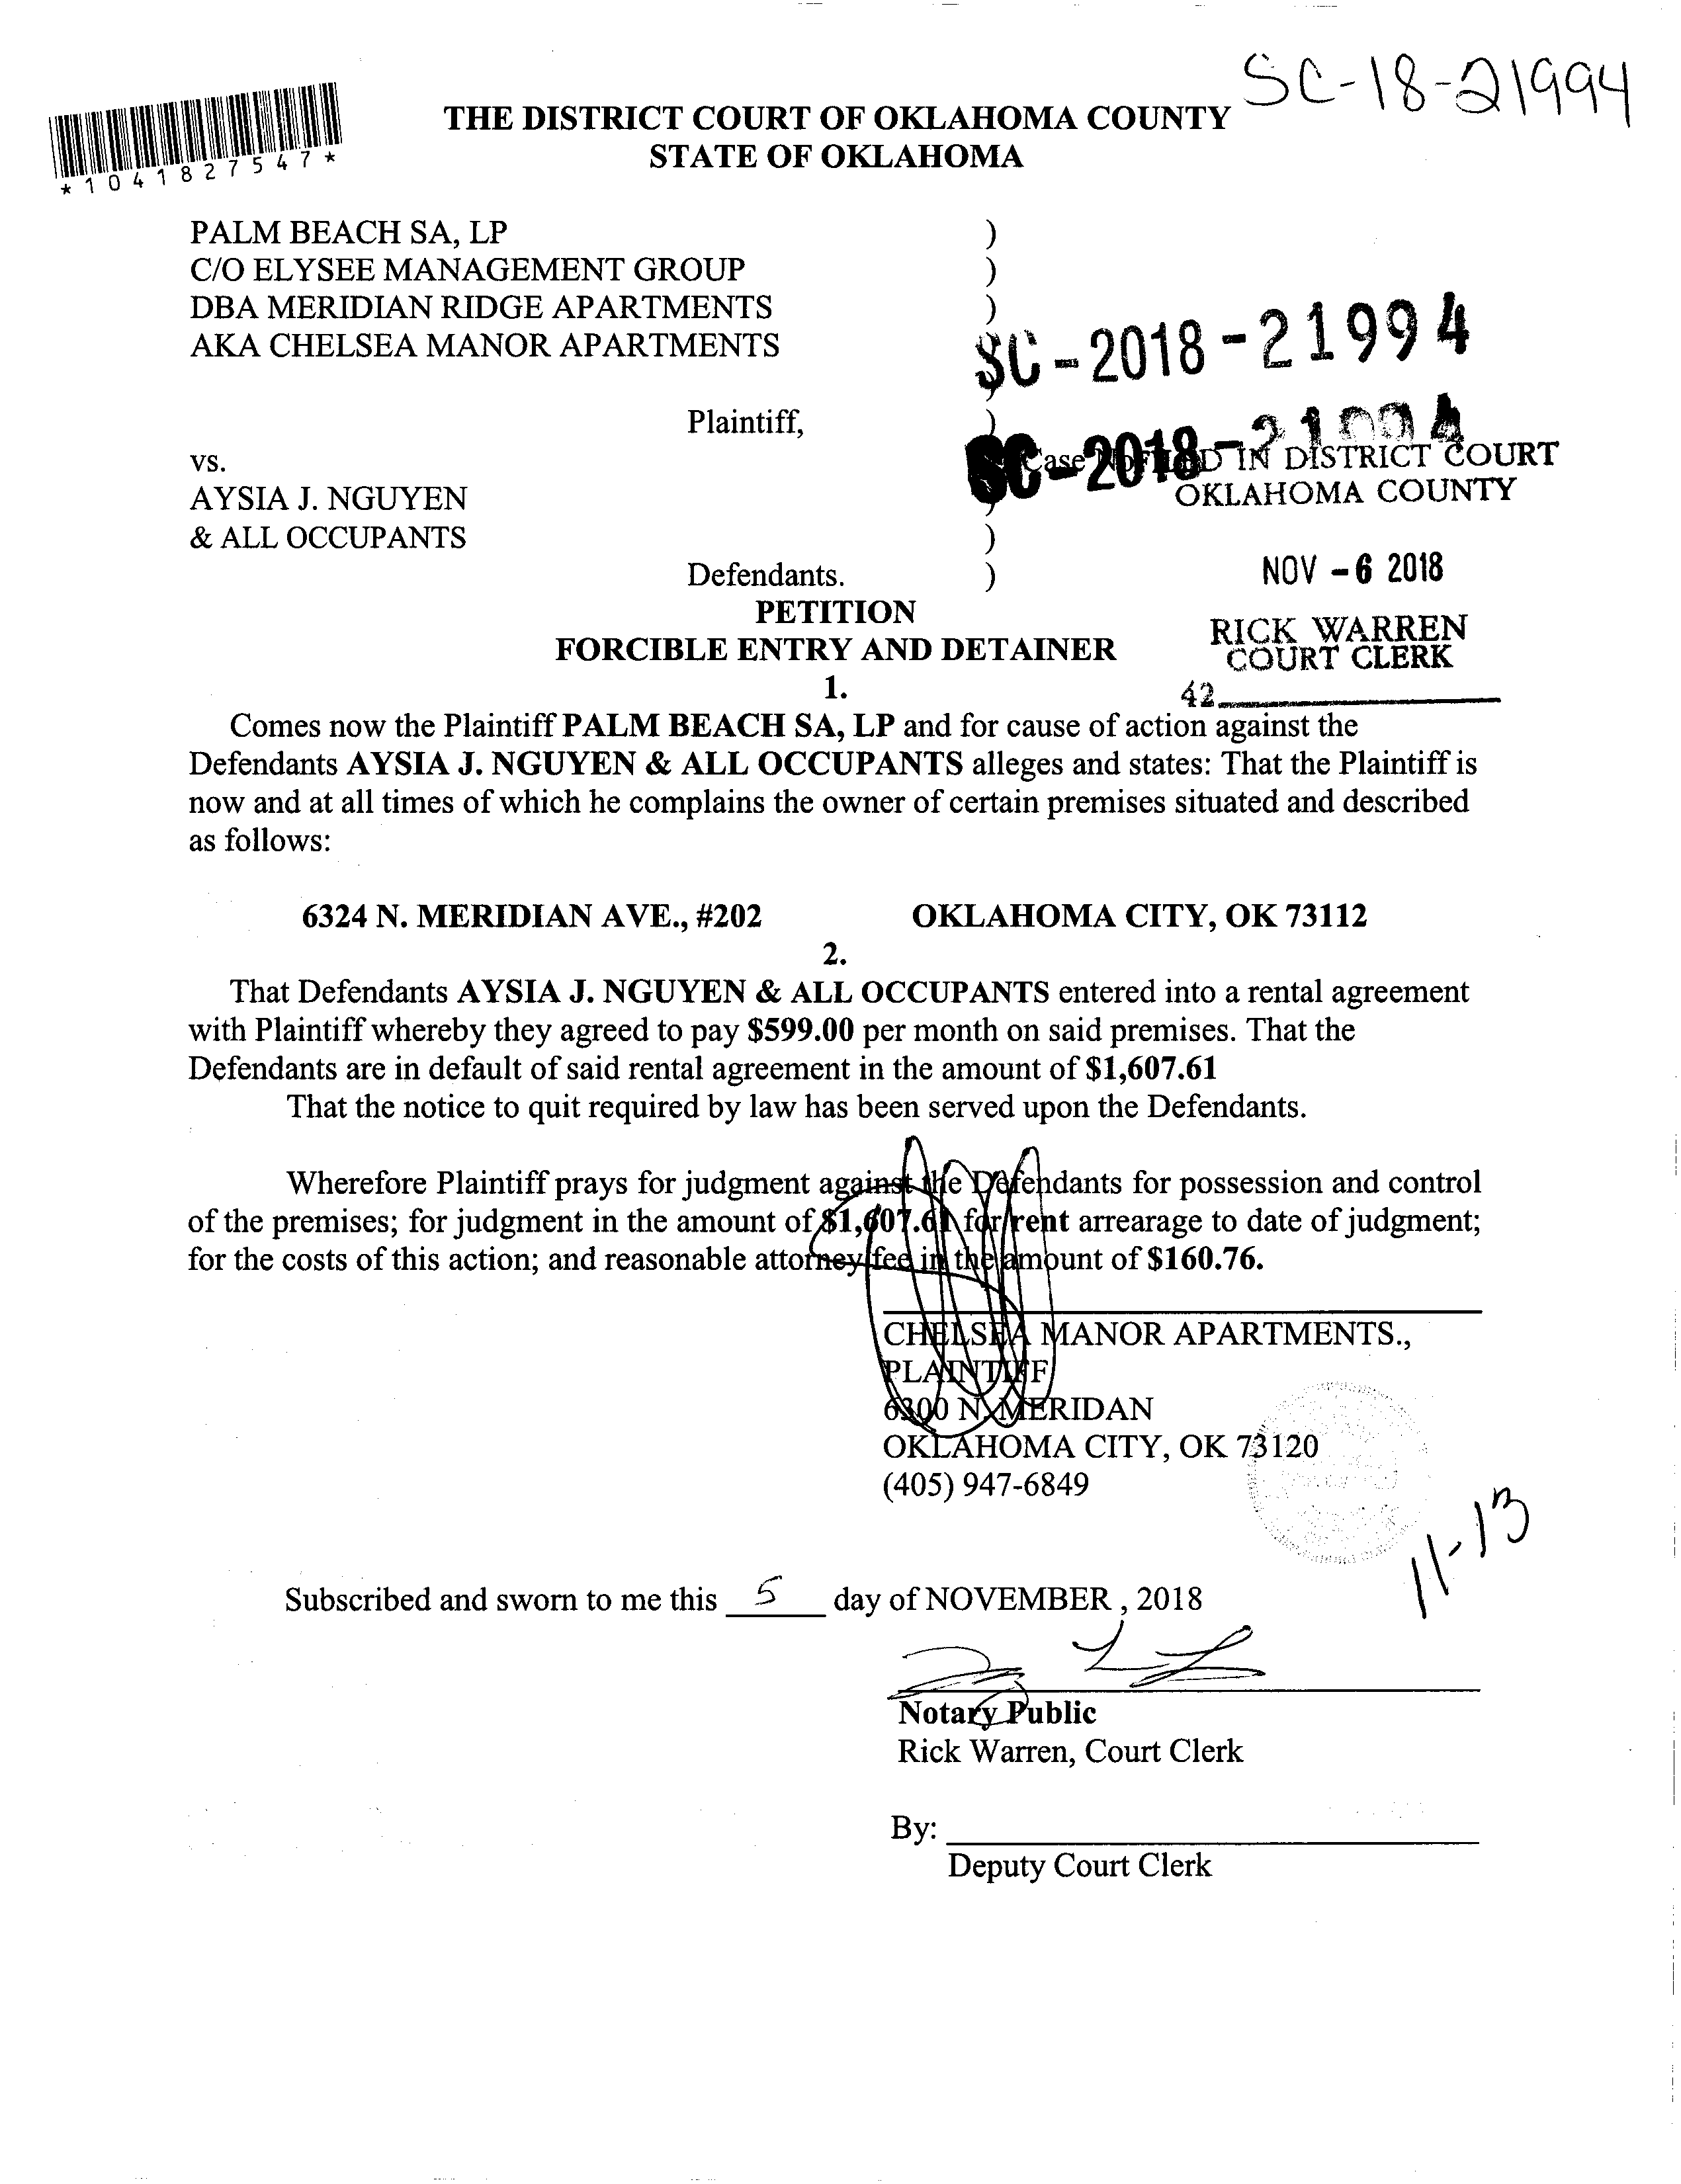 SC-18-21994
*1041827547*
THE DISTRICT COURT OF OKLAHOMA COUNTY
STATE OF OKLAHOMA
PALM BEACH SA, LP )
C/O ELYSEE MANAGEMENT GROUP )
DBA MERIDIAN RIDGE APARTMENTS )
AKA CHELSEA MANOR APARTMENTS
SC-2018-21994
Plaintiff, )
SC-2018-21994
vs. Case No FILED IN DISTRICT COURT
AYSIA J. NGUYEN ) OKLAHOMA COUNTY
& ALL OCCUPANTS )
Defendants. ) NOV -6 2018
PETITION RICK WARREN
FORCIBLE ENTRY AND DETAINER COURT CLERK
1. 42
Comes now the Plaintiff PALM BEACH SA, LP and for cause of action against the
Defendants AYSIA J. NGUYEN & ALL OCCUPANTS alleges and states: That the Plaintiff is
now and at all times of which he complains the owner of certain premises situated and described
as follows:
6324 N. MERIDIAN AVE., #202 OKLAHOMA CITY, OK 73112
2.
That Defendants AYSIA J. NGUYEN & ALL OCCUPANTS entered into a rental agreement
with Plaintiff whereby they agreed to pay $599.00 per month on said premises. That the
Defendants are in default of said rental agreement in the amount of $1,607.61
That the notice to quit required by law has been served upon the Defendants.
Wherefore Plaintiff prays for judgment against the Defendants for possession and control
of the premises; for judgment in the amount of $1,607.61 for rent arrearage to date of judgment;
for the costs of this action; and reasonable attorney fee in the amount of $160.76.
CHELSEA MANOR APARTMENTS.,
PLAINTIFF
6300 N. MERIDAN
OKLAHOMA CITY, OK 73120
(405) 947-6849
11-13
Subscribed and sworn to me this 5 day of NOVEMBER , 2018
Notary Public
Rick Warren, Court Clerk
By:
Deputy Court Clerk